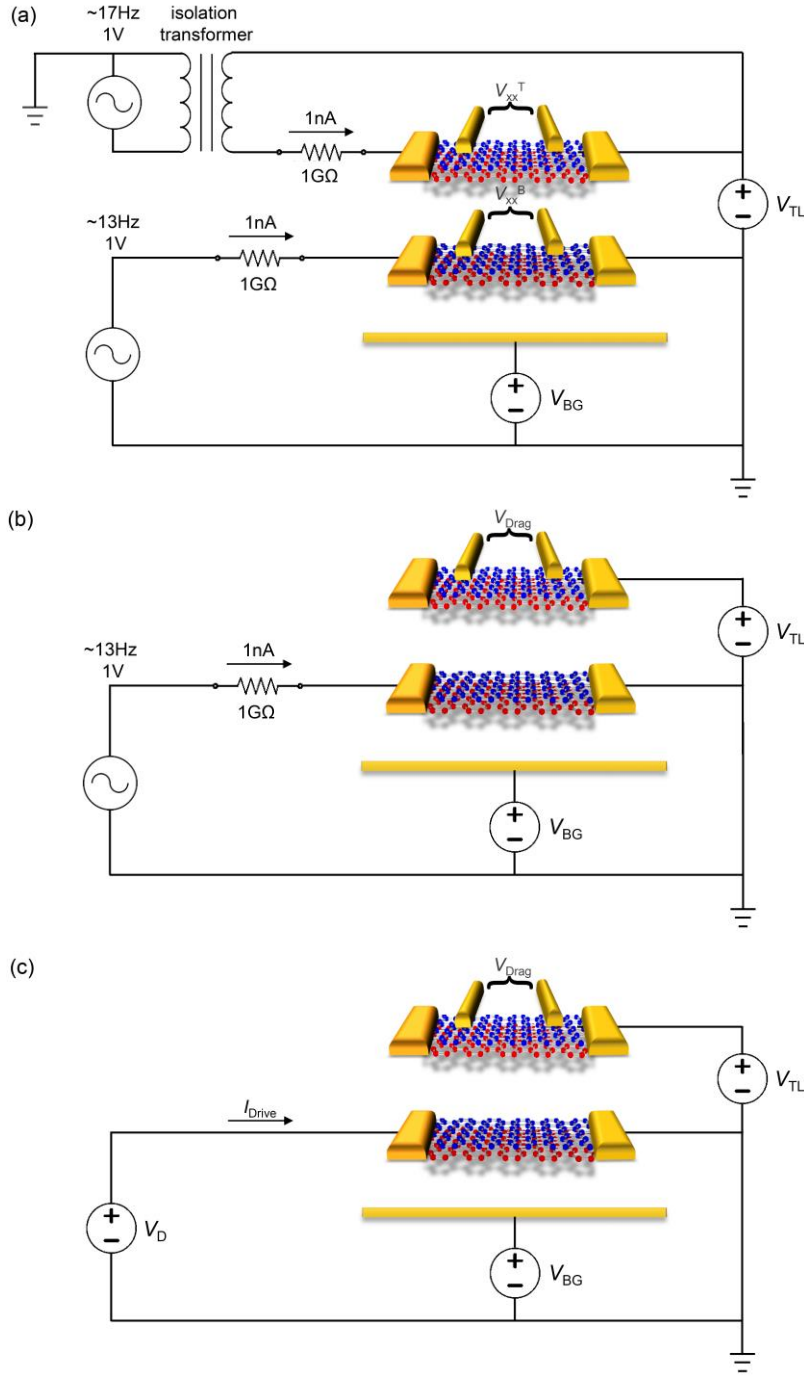 (a)
~17Hz
1V
isolation
transformer
1nA
1GΩ
V_xx^T
V_TL
~13Hz
1V
1nA
1GΩ
V_xx^B
V_BG
(b)
V_Drag
~13Hz
1V
1nA
1GΩ
V_TL
V_BG
(c)
V_Drag
I_Drive
V_TL
V_D
V_BG